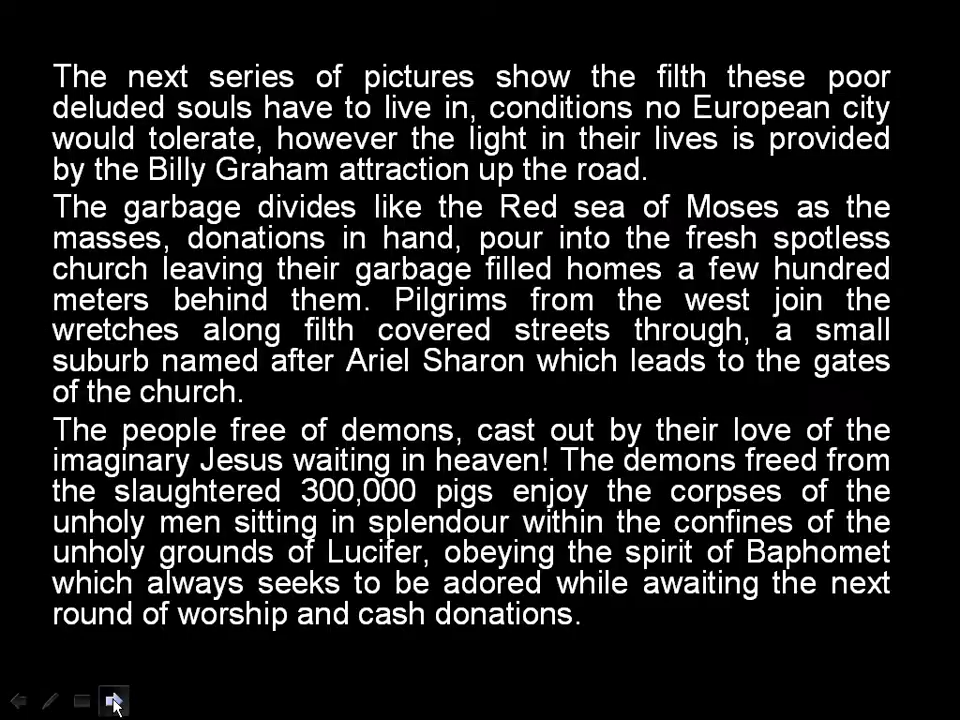 The next series of pictures show the filth these poor
deluded souls have to live in, conditions no European city
would tolerate, however the light in their lives is provided
by the Billy Graham attraction up the road.
The garbage divides like the Red sea of Moses as the
masses, donations in hand, pour into the fresh spotless
church leaving their garbage filled homes a few hundred
meters behind them. Pilgrims from the west join the
wretches along filth covered streets through, a small
suburb named after Ariel Sharon which leads to the gates
of the church.
The people free of demons, cast out by their love of the
imaginary Jesus waiting in heaven! The demons freed from
the slaughtered 300,000 pigs enjoy the corpses of the
unholy men sitting in splendour within the confines of the
unholy grounds of Lucifer, obeying the spirit of Baphomet
which always seeks to be adored while awaiting the next
round of worship and cash donations.